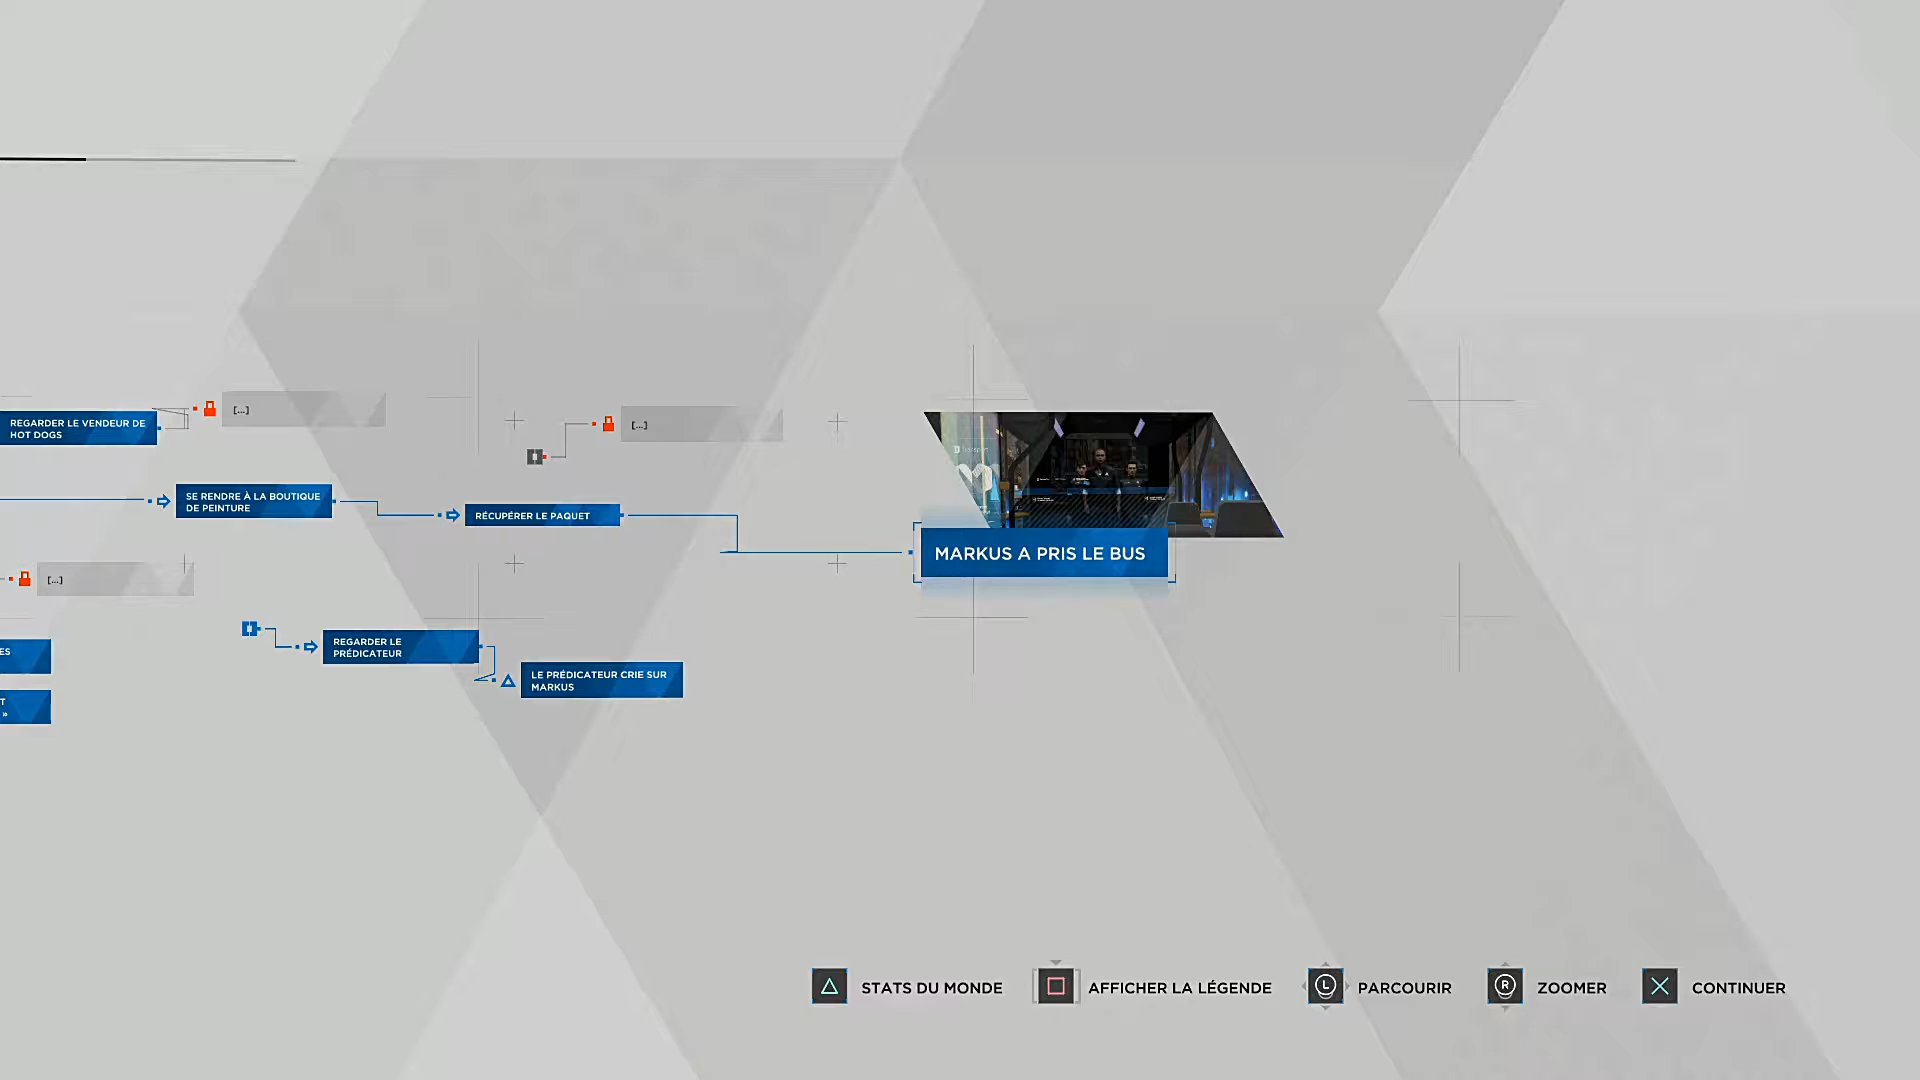 REGARDER LE VENDEUR DE
HOT DOGS
[...]
[...]
SE RENDRE À LA BOUTIQUE
DE PEINTURE
RÉCUPÉRER LE PAQUET
MARKUS A PRIS LE BUS
[...]
REGARDER LE
PRÉDICATEUR
ES
LE PRÉDICATEUR CRIE SUR
MARKUS
T
»
STATS DU MONDE
AFFICHER LA LÉGENDE
L
PARCOURIR
R
ZOOMER
CONTINUER